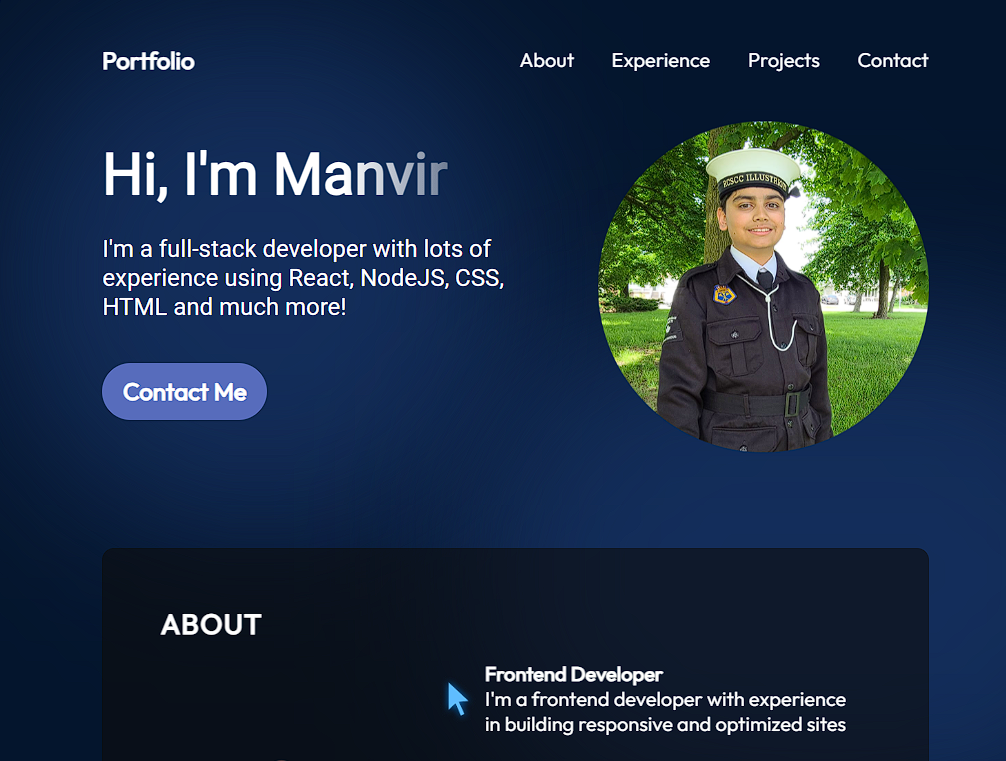 Portfolio
About Experience Projects Contact
Hi, I'm Manvir
I'm a full-stack developer with lots of
experience using React, NodeJS, CSS,
HTML and much more!
Contact Me
RCSCC ILLUSTRIOUS
ABOUT
Frontend Developer
I'm a frontend developer with experience
in building responsive and optimized sites